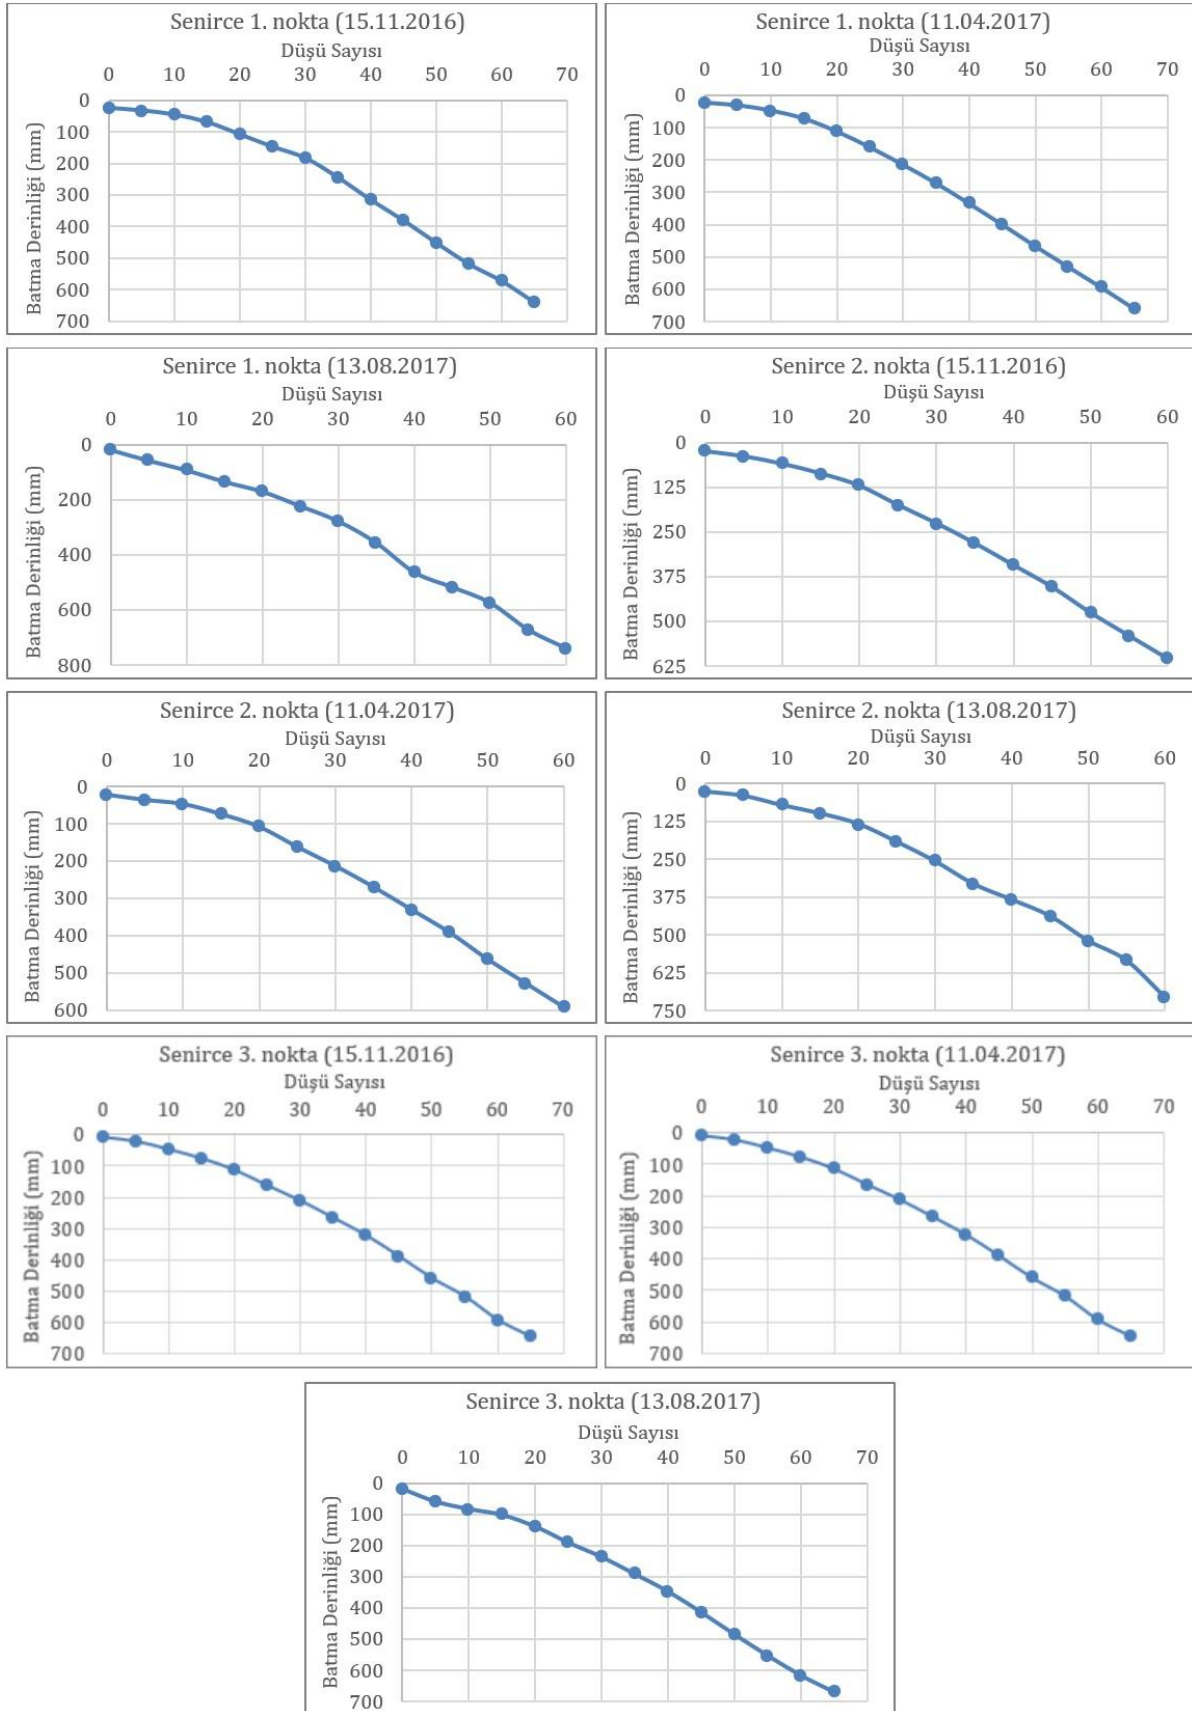 Senirce 1. nokta (15.11.2016)
Düşü Sayısı
0 10 20 30 40 50 60 70
0
100
200
300
400
500
600
700
Batma Derinliği (mm)
Senirce 1. nokta (11.04.2017)
Düşü Sayısı
0 10 20 30 40 50 60 70
0
100
200
300
400
500
600
700
Batma Derinliği (mm)
Senirce 1. nokta (13.08.2017)
Düşü Sayısı
0 10 20 30 40 50 60
0
200
400
600
800
Batma Derinliği (mm)
Senirce 2. nokta (15.11.2016)
Düşü Sayısı
0 10 20 30 40 50 60
0
125
250
375
500
625
Batma Derinliği (mm)
Senirce 2. nokta (11.04.2017)
Düşü Sayısı
0 10 20 30 40 50 60
0
100
200
300
400
500
600
Batma Derinliği (mm)
Senirce 2. nokta (13.08.2017)
Düşü Sayısı
0 10 20 30 40 50 60
0
125
250
375
500
625
750
Batma Derinliği (mm)
Senirce 3. nokta (15.11.2016)
Düşü Sayısı
0 10 20 30 40 50 60 70
0
100
200
300
400
500
600
700
Batma Derinliği (mm)
Senirce 3. nokta (11.04.2017)
Düşü Sayısı
0 10 20 30 40 50 60 70
0
100
200
300
400
500
600
700
Batma Derinliği (mm)
Senirce 3. nokta (13.08.2017)
Düşü Sayısı
0 10 20 30 40 50 60 70
0
100
200
300
400
500
600
700
Batma Derinliği (mm)